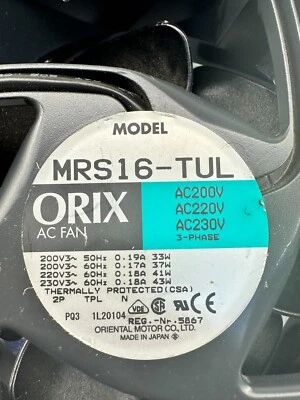 MODEL
MRS16-TUL
ORIX
AC FAN
AC200V
AC220V
AC230V
3-PHASE
200V3~ 50Hz 0.19A 33W
200V3~ 60Hz 0.17A 37W
220V3~ 60Hz 0.18A 41W
230V3~ 60Hz 0.18A 43W
THERMALLY PROTECTED(CSA)
2P TPL N
PQ3 1L20104
VDE
REG.-Nr.5867
ORIENTAL MOTOR CO., LTD.
MADE IN JAPAN